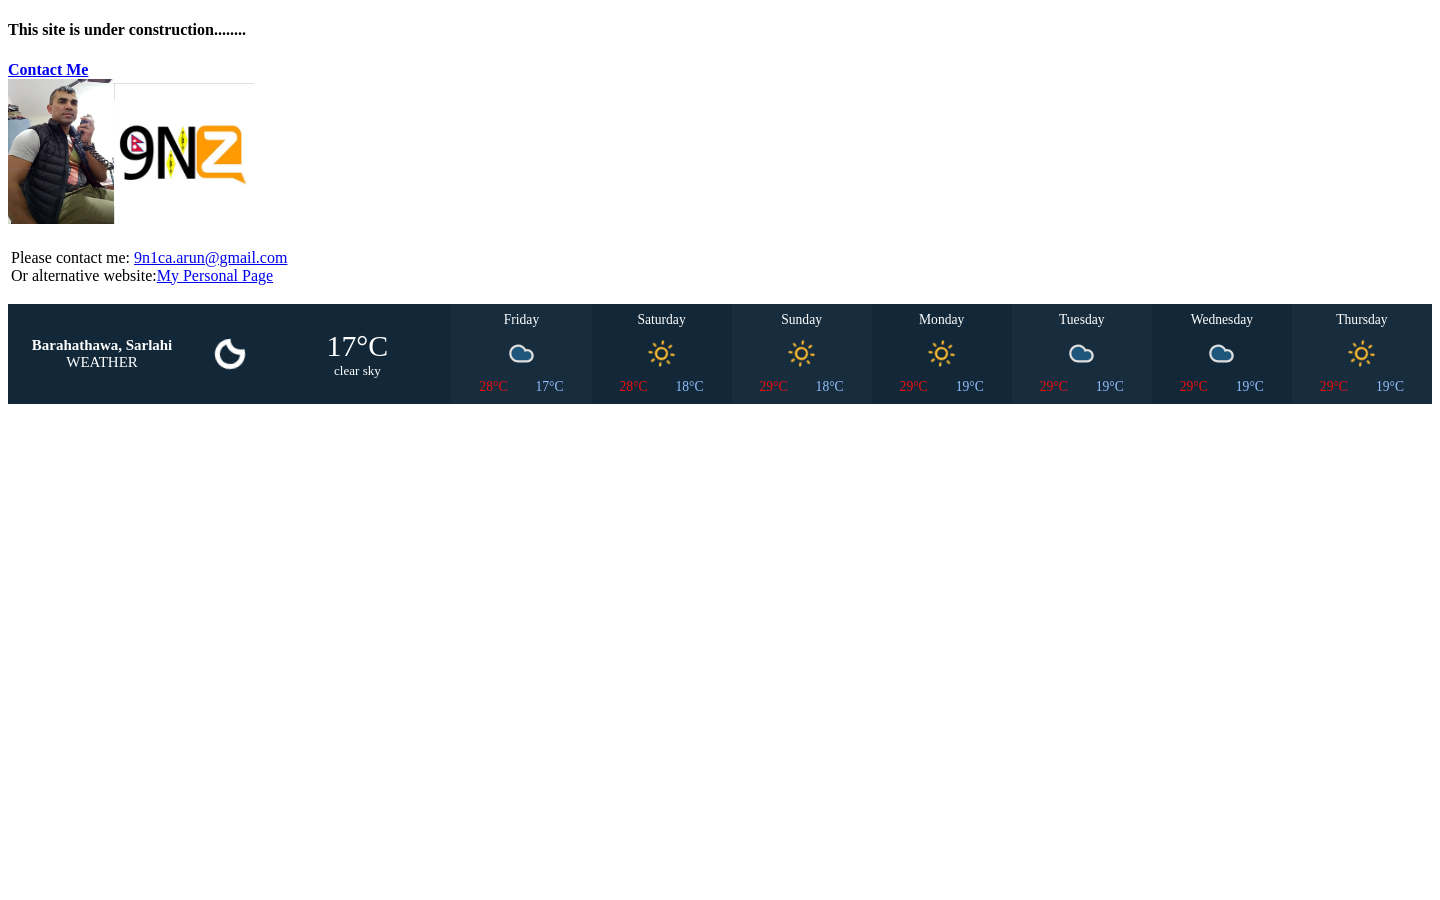 This site is under construction........
Contact Me
9NZ
Please contact me: 9n1ca.arun@gmail.com
Or alternative website:My Personal Page
Barahathawa, Sarlahi
WEATHER
17°C
clear sky
Friday
28°C 17°C
Saturday
28°C 18°C
Sunday
29°C 18°C
Monday
29°C 19°C
Tuesday
29°C 19°C
Wednesday
29°C 19°C
Thursday
29°C 19°C